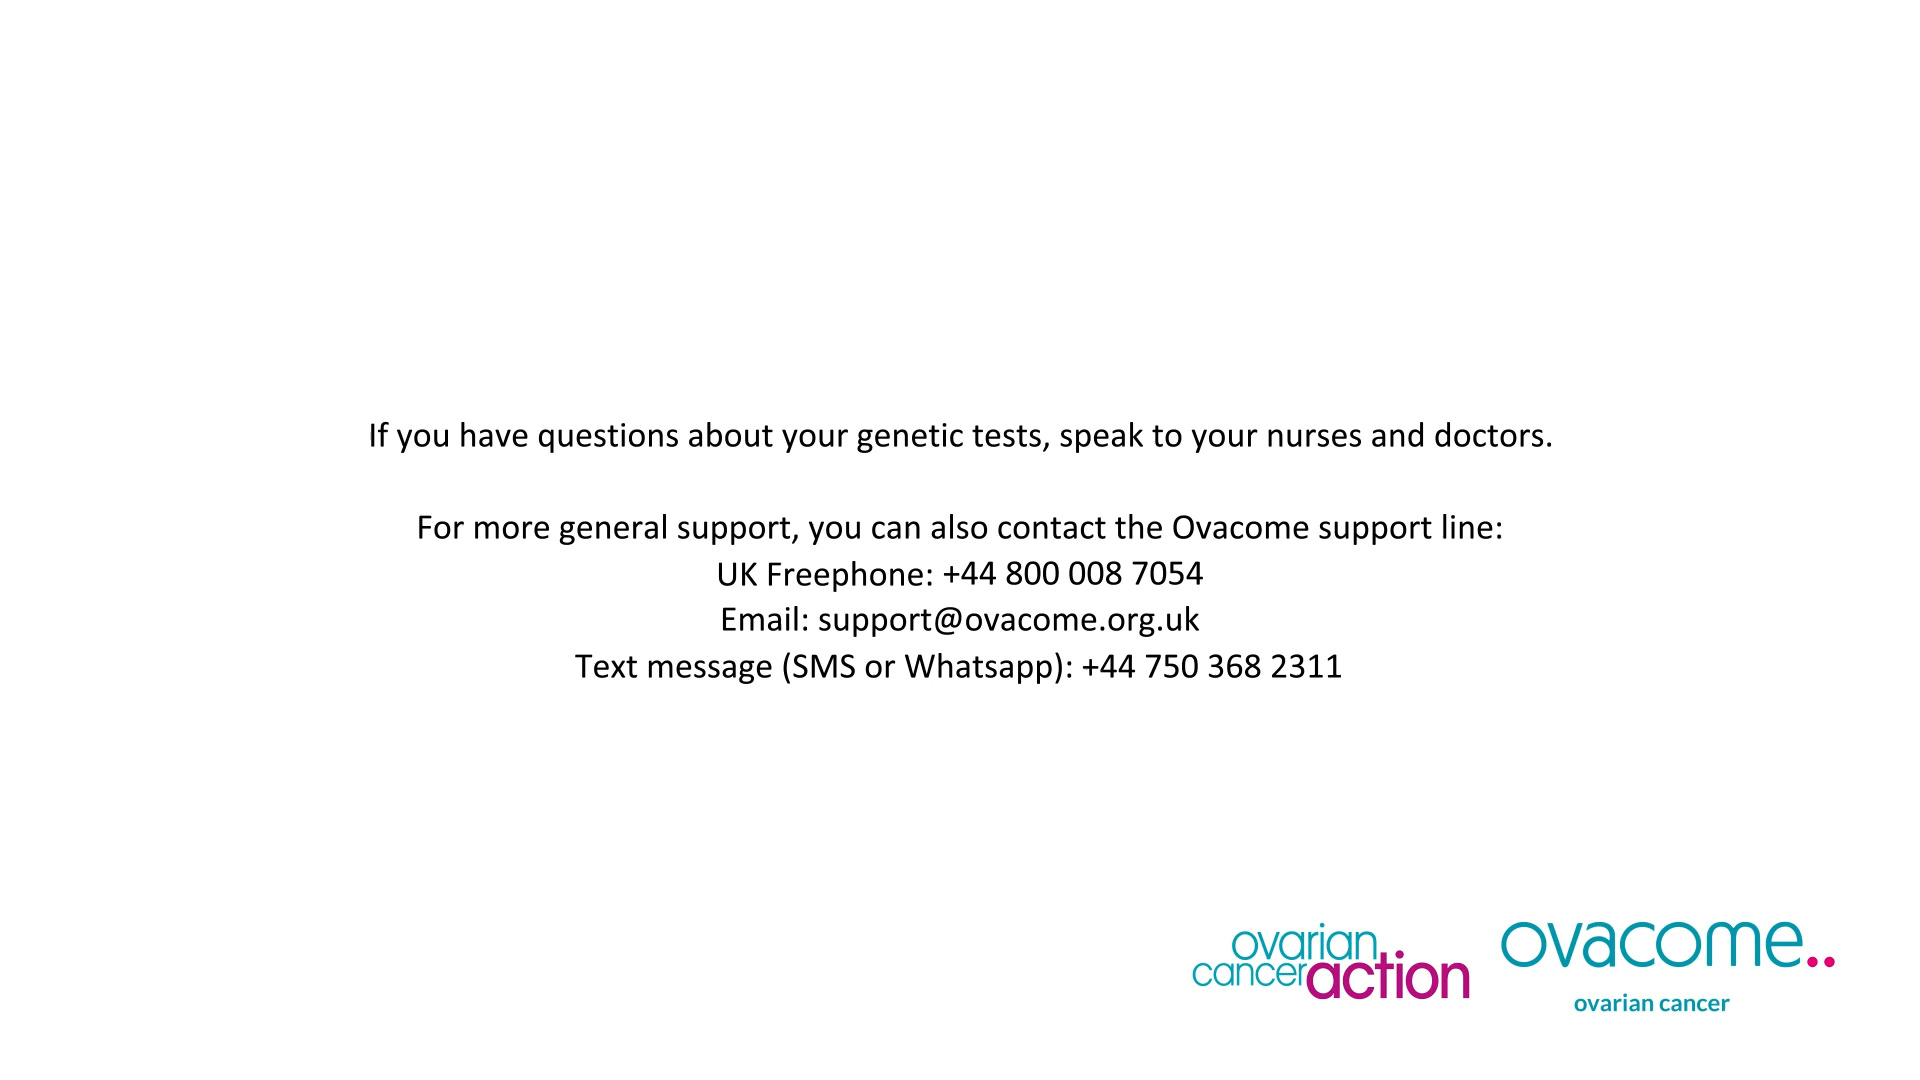 If you have questions about your genetic tests, speak to your nurses and doctors.
For more general support, you can also contact the Ovacome support line:
UK Freephone: +44 800 008 7054
Email: support@ovacome.org.uk
Text message (SMS or Whatsapp): +44 750 368 2311
ovarian
canceraction
ovacome..
ovarian cancer